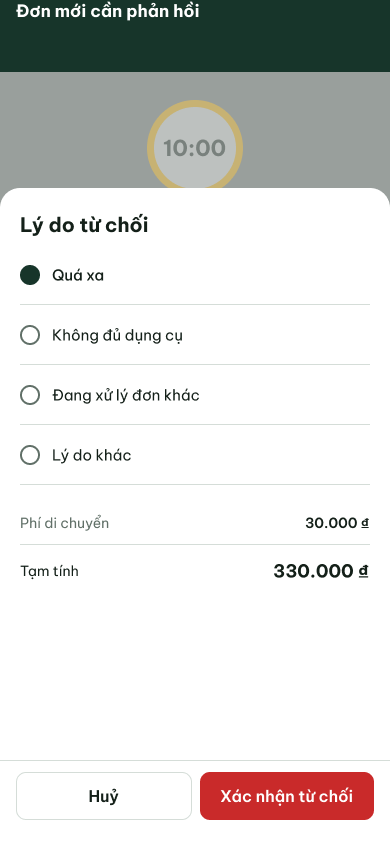 Đơn mới cần phản hồi
10:00
Lý do từ chối
Quá xa
Không đủ dụng cụ
Đang xử lý đơn khác
Lý do khác
Phí di chuyển 30.000 ₫
Tạm tính 330.000 ₫
Huỷ Xác nhận từ chối